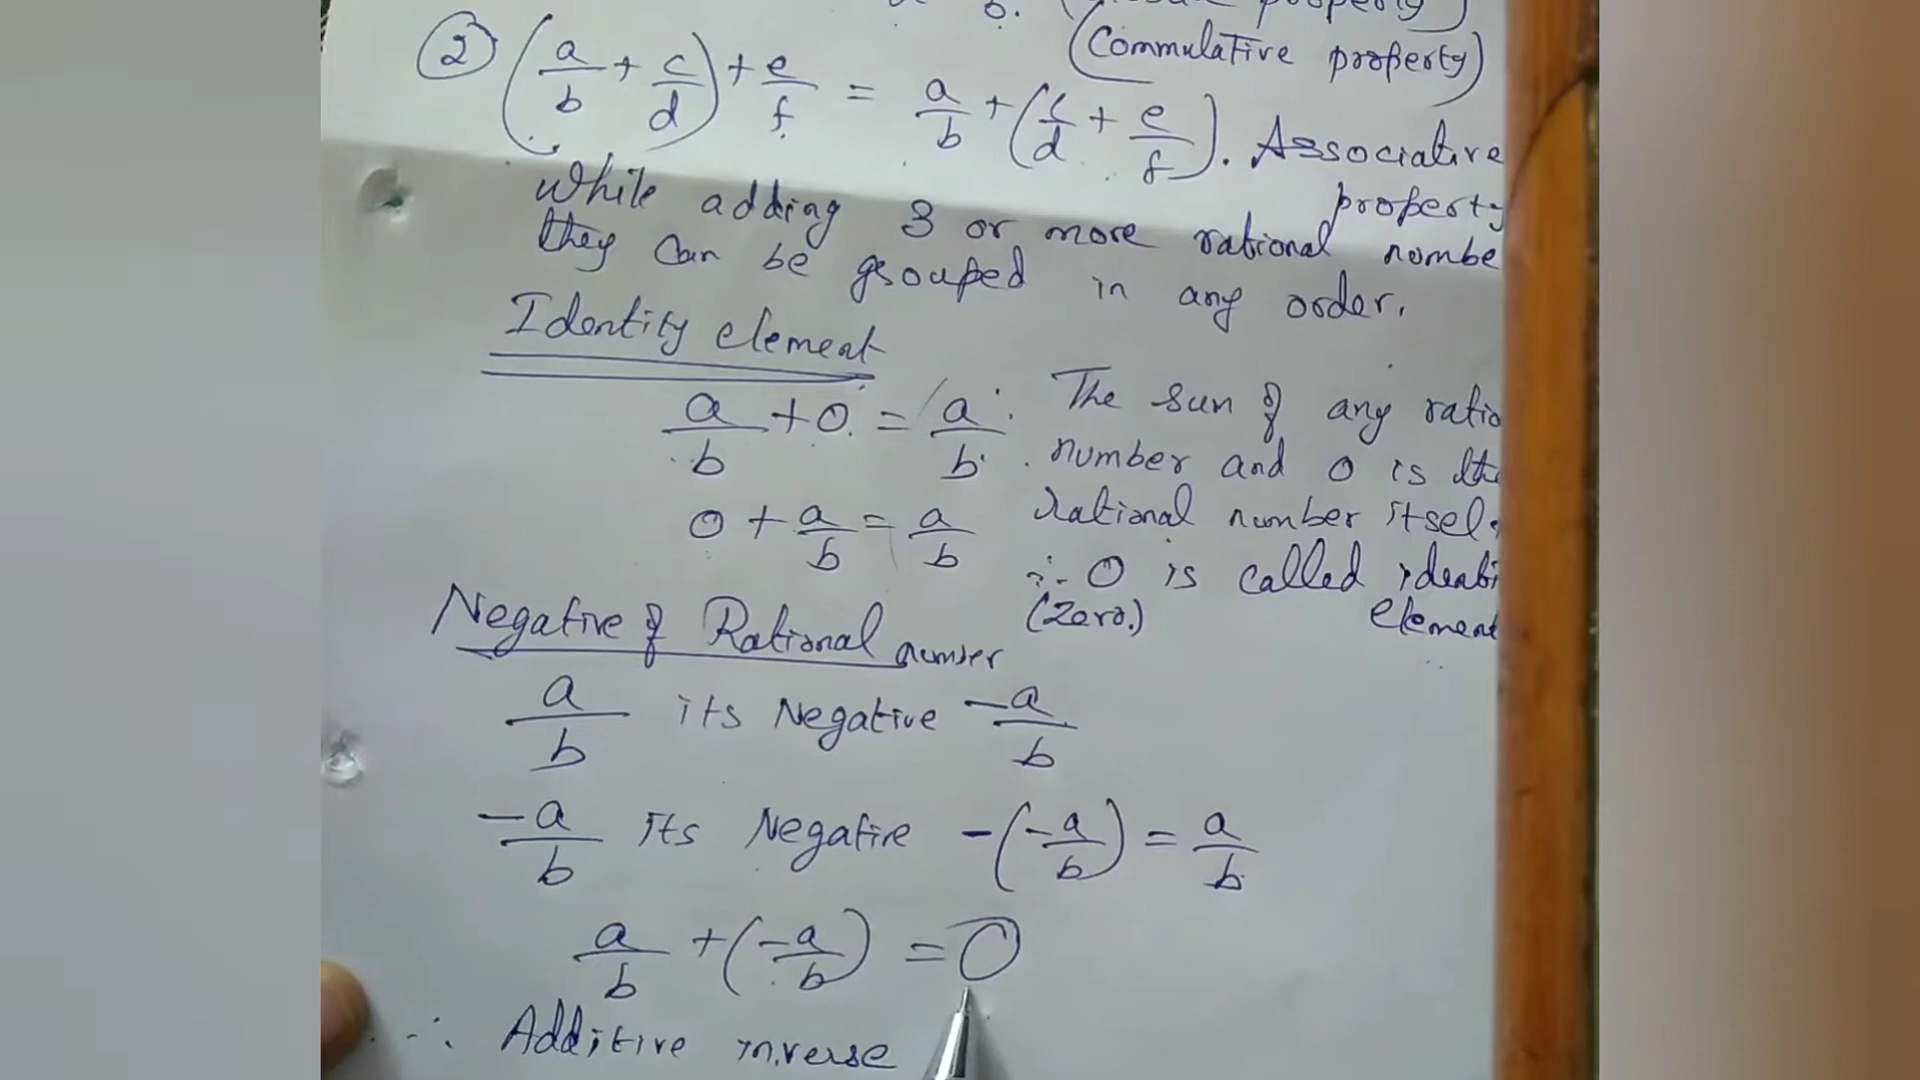 (Commulative property)
② (a/b + c/d) + e/f = a/b + (c/d + e/f). Associative
property
While adding 3 or more rational numbe
they can be grouped in any order.
Identity element
a/b + 0 = a/b. The sum of any ratio
number and 0 is the
0 + a/b = a/b rational number itsel
∴ 0 is called identi
(Zero.) element
Negative of Rational number
a/b its Negative -a/b
-a/b its Negative -(-a/b) = a/b
a/b + (-a/b) = 0
∴ Additive inverse